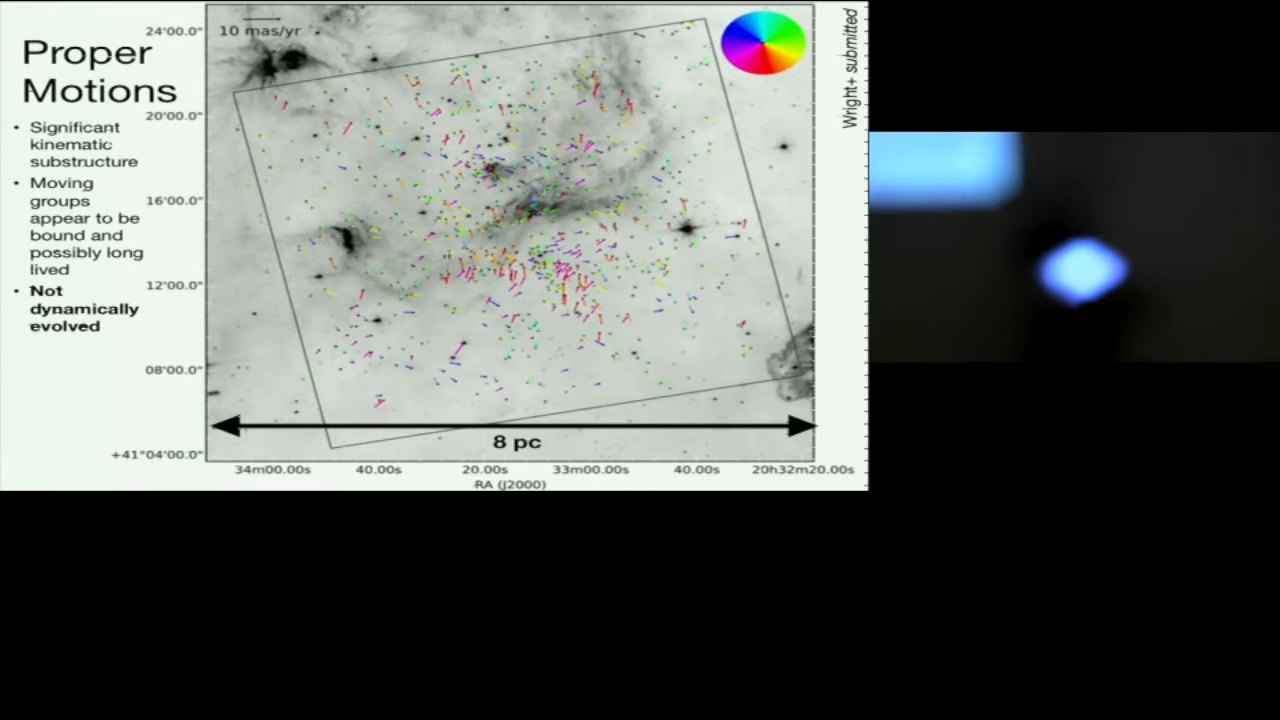 Proper
Motions
• Significant
kinematic
substructure
• Moving
groups
appear to be
bound and
possibly long
lived
• Not
dynamically
evolved
10 mas/yr
24'00.0"
20'00.0"
16'00.0"
12'00.0"
08'00.0"
+41°04'00.0"
8 pc
34m00.00s 40.00s 20.00s 33m00.00s 40.00s 20h32m20.00s
RA (J2000)
Wright+ submitted